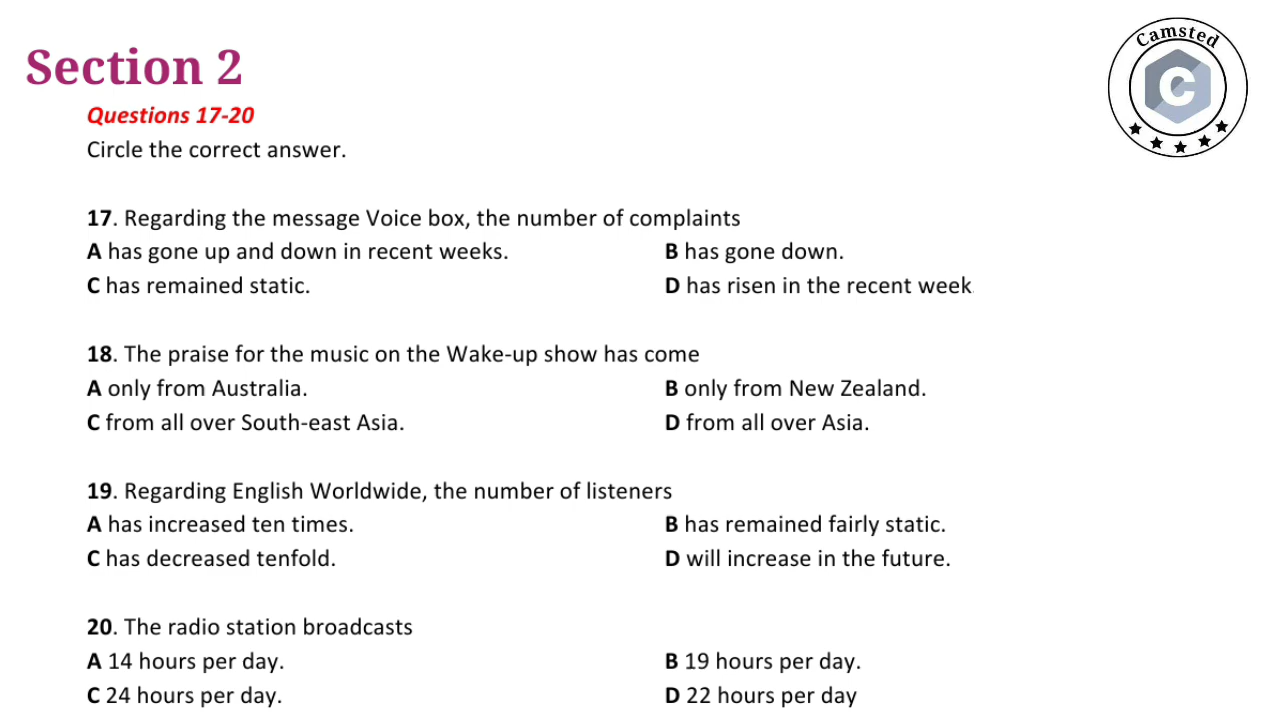 Section 2
Camsted
C
Questions 17-20
Circle the correct answer.
17. Regarding the message Voice box, the number of complaints
A has gone up and down in recent weeks.
B has gone down.
C has remained static.
D has risen in the recent week
18. The praise for the music on the Wake-up show has come
A only from Australia.
B only from New Zealand.
C from all over South-east Asia.
D from all over Asia.
19. Regarding English Worldwide, the number of listeners
A has increased ten times.
B has remained fairly static.
C has decreased tenfold.
D will increase in the future.
20. The radio station broadcasts
A 14 hours per day.
B 19 hours per day.
C 24 hours per day.
D 22 hours per day